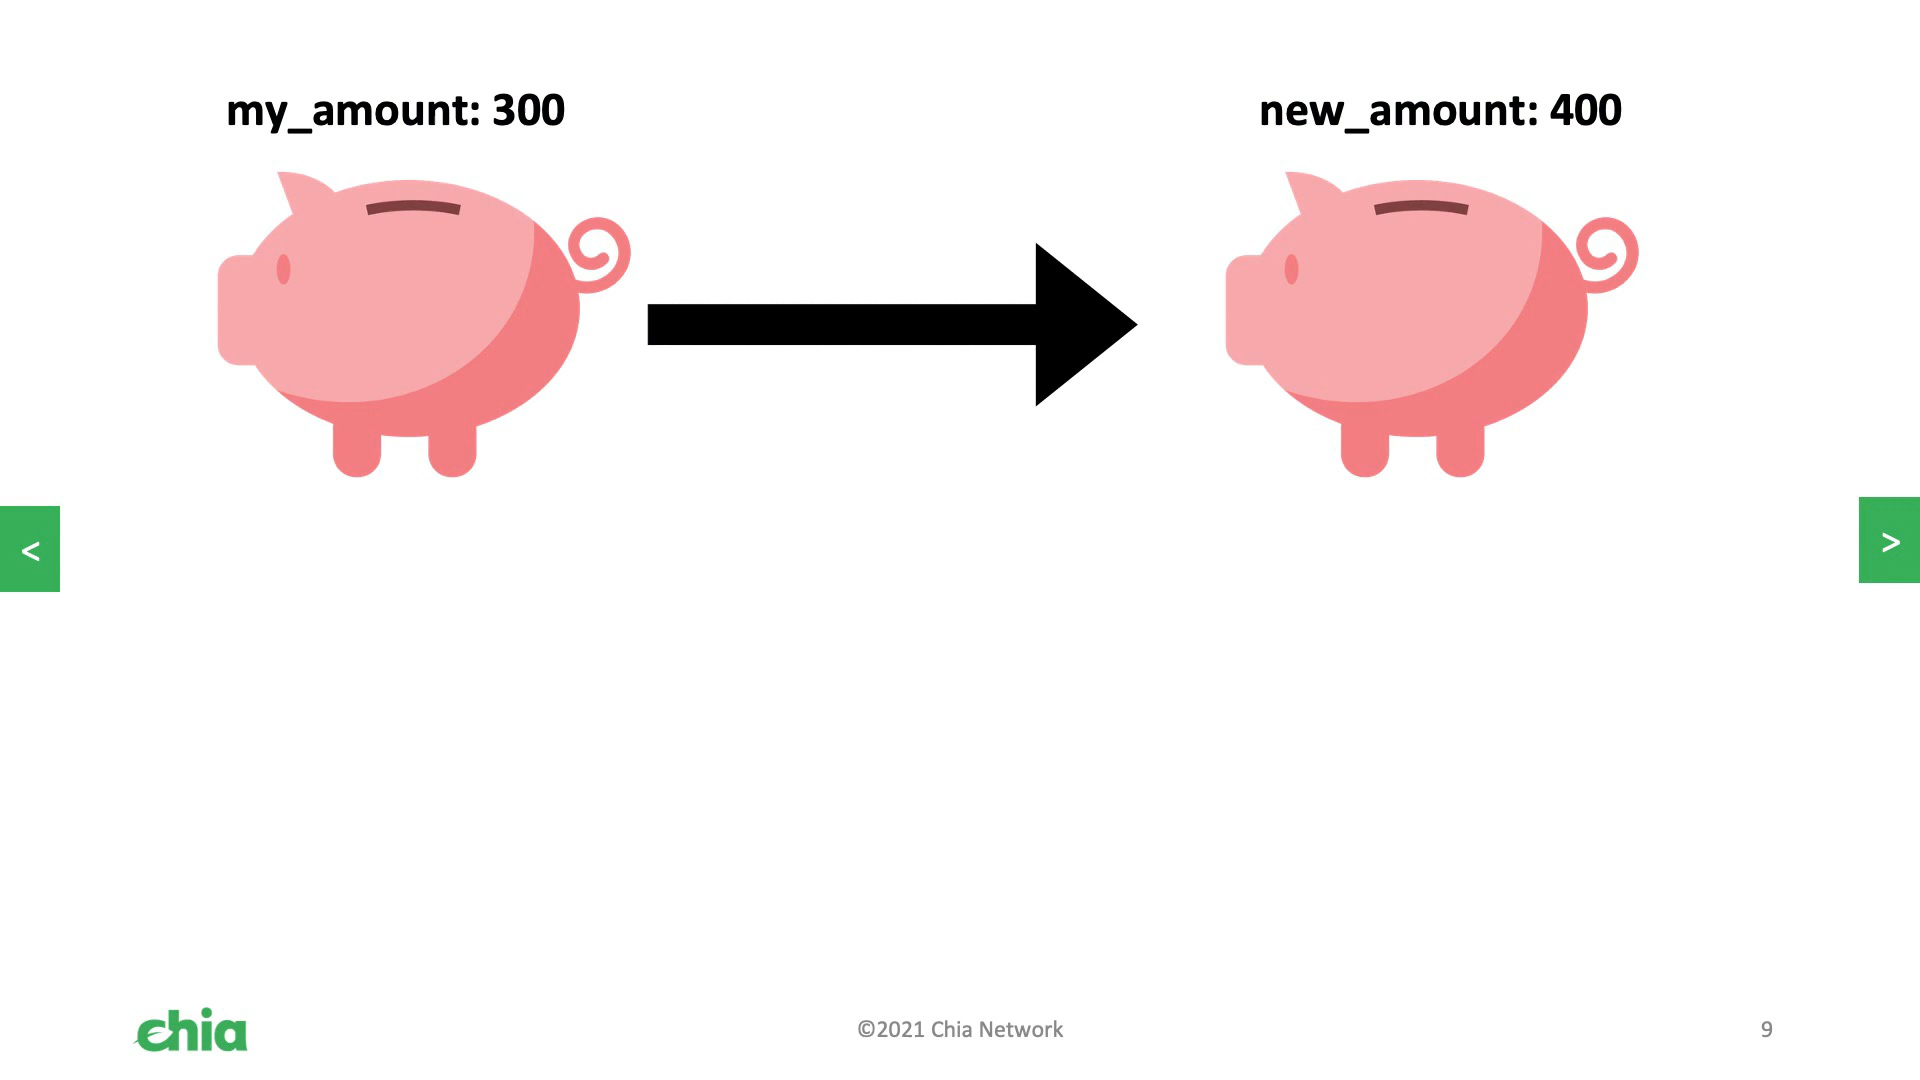 my_amount: 300
new_amount: 400
<
>
chia
©2021 Chia Network
9